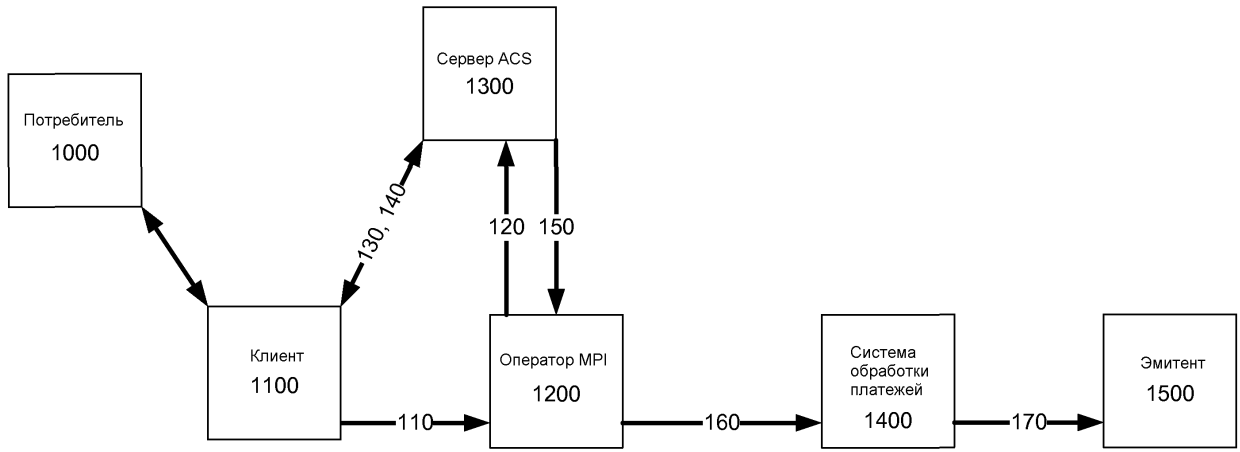 Сервер ACS
1300
Потребитель
1000
130, 140
120
150
Клиент
1100
Оператор MPI
1200
Система
обработки
платежей
1400
Эмитент
1500
110
160
170